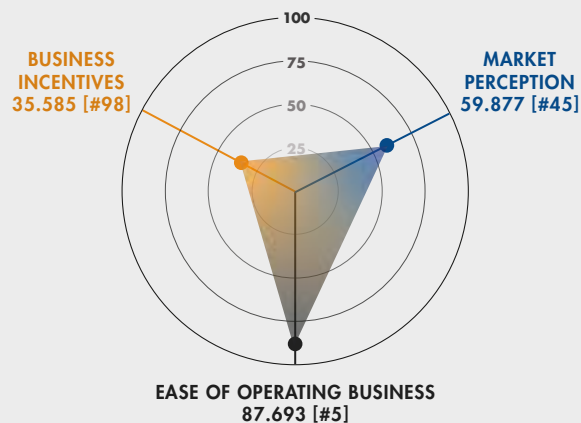 100
75
50
25
BUSINESS
INCENTIVES
35.585 [#98]
MARKET
PERCEPTION
59.877 [#45]
EASE OF OPERATING BUSINESS
87.693 [#5]